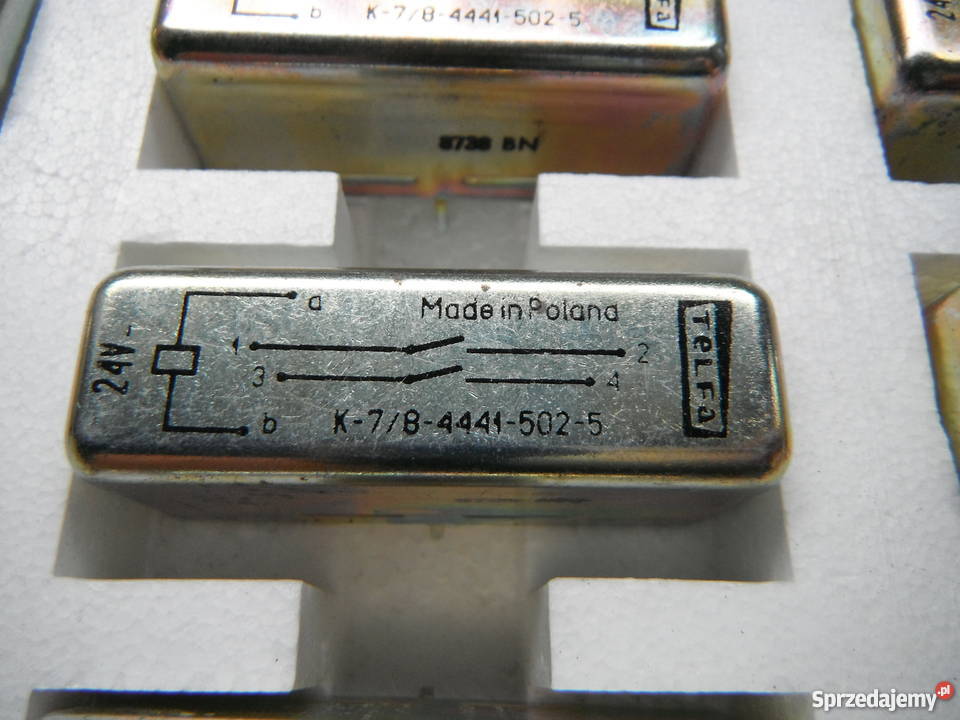 b K-7/8-4441-502-5
8738 BN
24V-
a
Made in Poland
1 2
3 4
b K-7/8-4441-502-5
TELFA
Sprzedajemy.pl